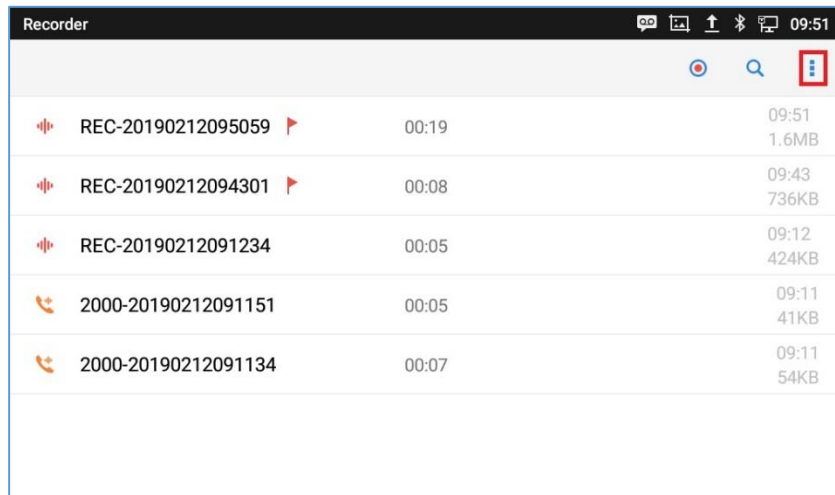 Recorder 09:51
REC-20190212095059 00:19 09:51
1.6MB
REC-20190212094301 00:08 09:43
736KB
REC-20190212091234 00:05 09:12
424KB
2000-20190212091151 00:05 09:11
41KB
2000-20190212091134 00:07 09:11
54KB